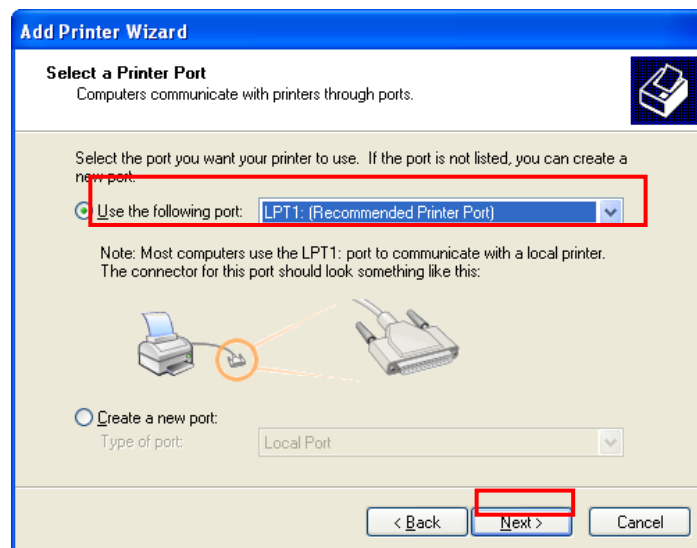 Add Printer Wizard
Select a Printer Port
Computers communicate with printers through ports.
Select the port you want your printer to use. If the port is not listed, you can create a
new port.
Use the following port: LPT1: (Recommended Printer Port)
Note: Most computers use the LPT1: port to communicate with a local printer.
The connector for this port should look something like this:
Create a new port:
Type of port: Local Port
< Back Next > Cancel